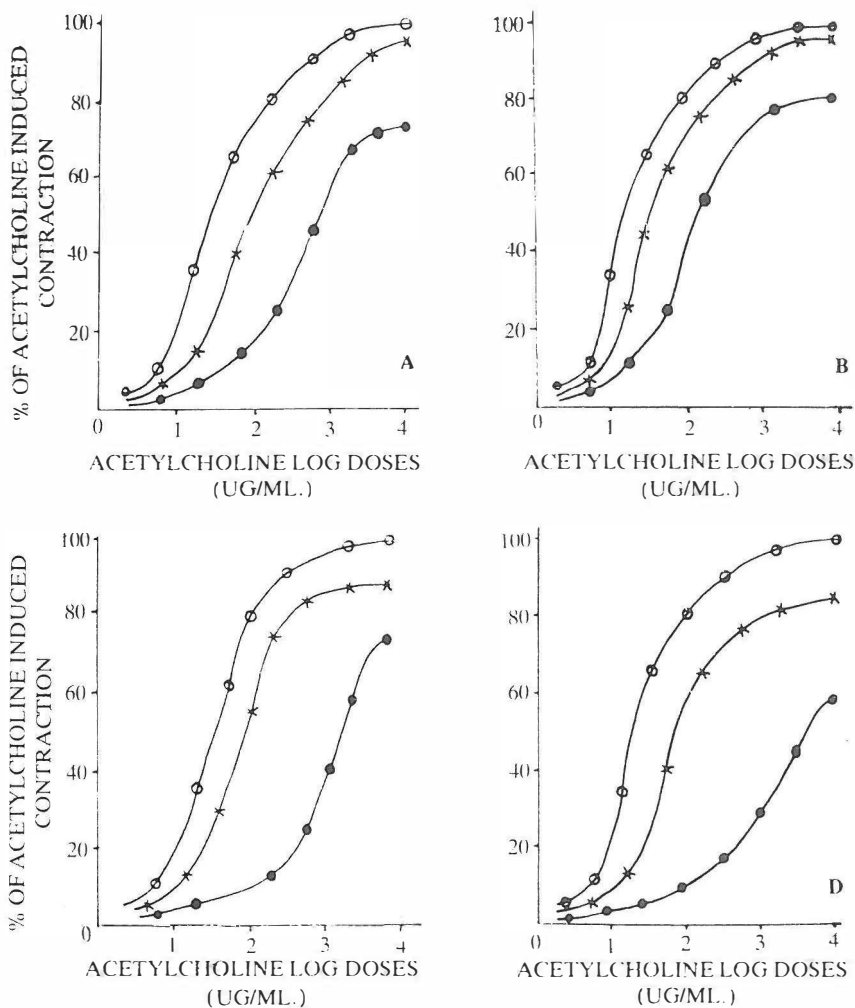 % OF ACETYLCHOLINE INDUCED
CONTRACTION
100
80
60
40
20
0
1
2
3
4
A
ACETYLCHOLINE LOG DOSES
(UG/ML.)
100
80
60
40
20
0
1
2
3
4
B
ACETYLCHOLINE LOG DOSES
(UG/ML.)
% OF ACETYLCHOLINE INDUCED
CONTRACTION
100
80
60
40
20
0
1
2
3
4
ACETYLCHOLINE LOG DOSES
(UG/ML.)
100
80
60
40
20
0
1
2
3
4
D
ACETYLCHOLINE LOG DOSES
(UG/ML.)